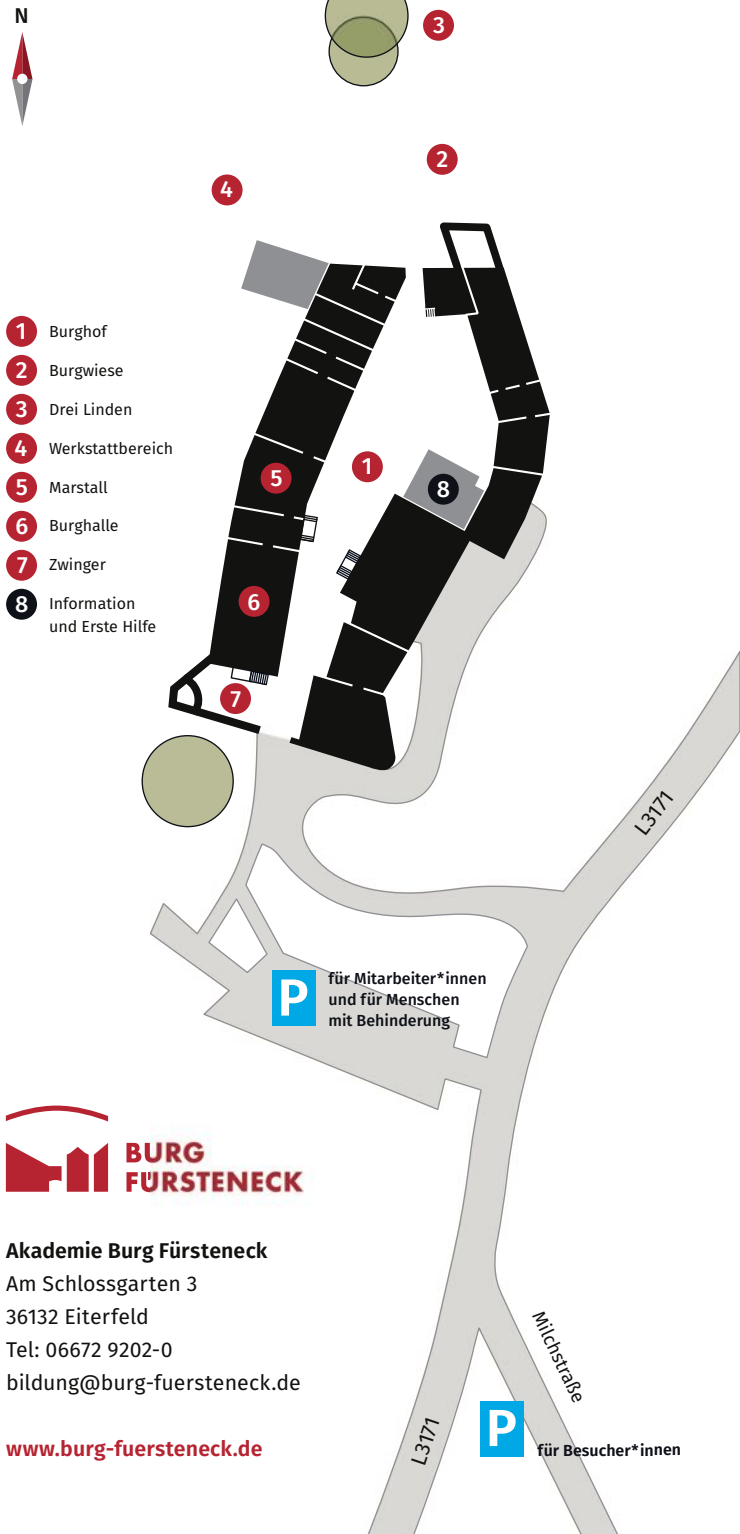 N
3
2
4
1 Burghof
2 Burgwiese
3 Drei Linden
4 Werkstattbereich
5 Marstall
6 Burghalle
7 Zwinger
8 Information
und Erste Hilfe
1
5
8
6
7
L3171
P
für Mitarbeiter*innen
und für Menschen
mit Behinderung
BURG
FÜRSTENECK
Akademie Burg Fürsteneck
Am Schlossgarten 3
36132 Eiterfeld
Tel: 06672 9202-0
bildung@burg-fuersteneck.de
www.burg-fuersteneck.de
Milchstraße
L3171
P
für Besucher*innen